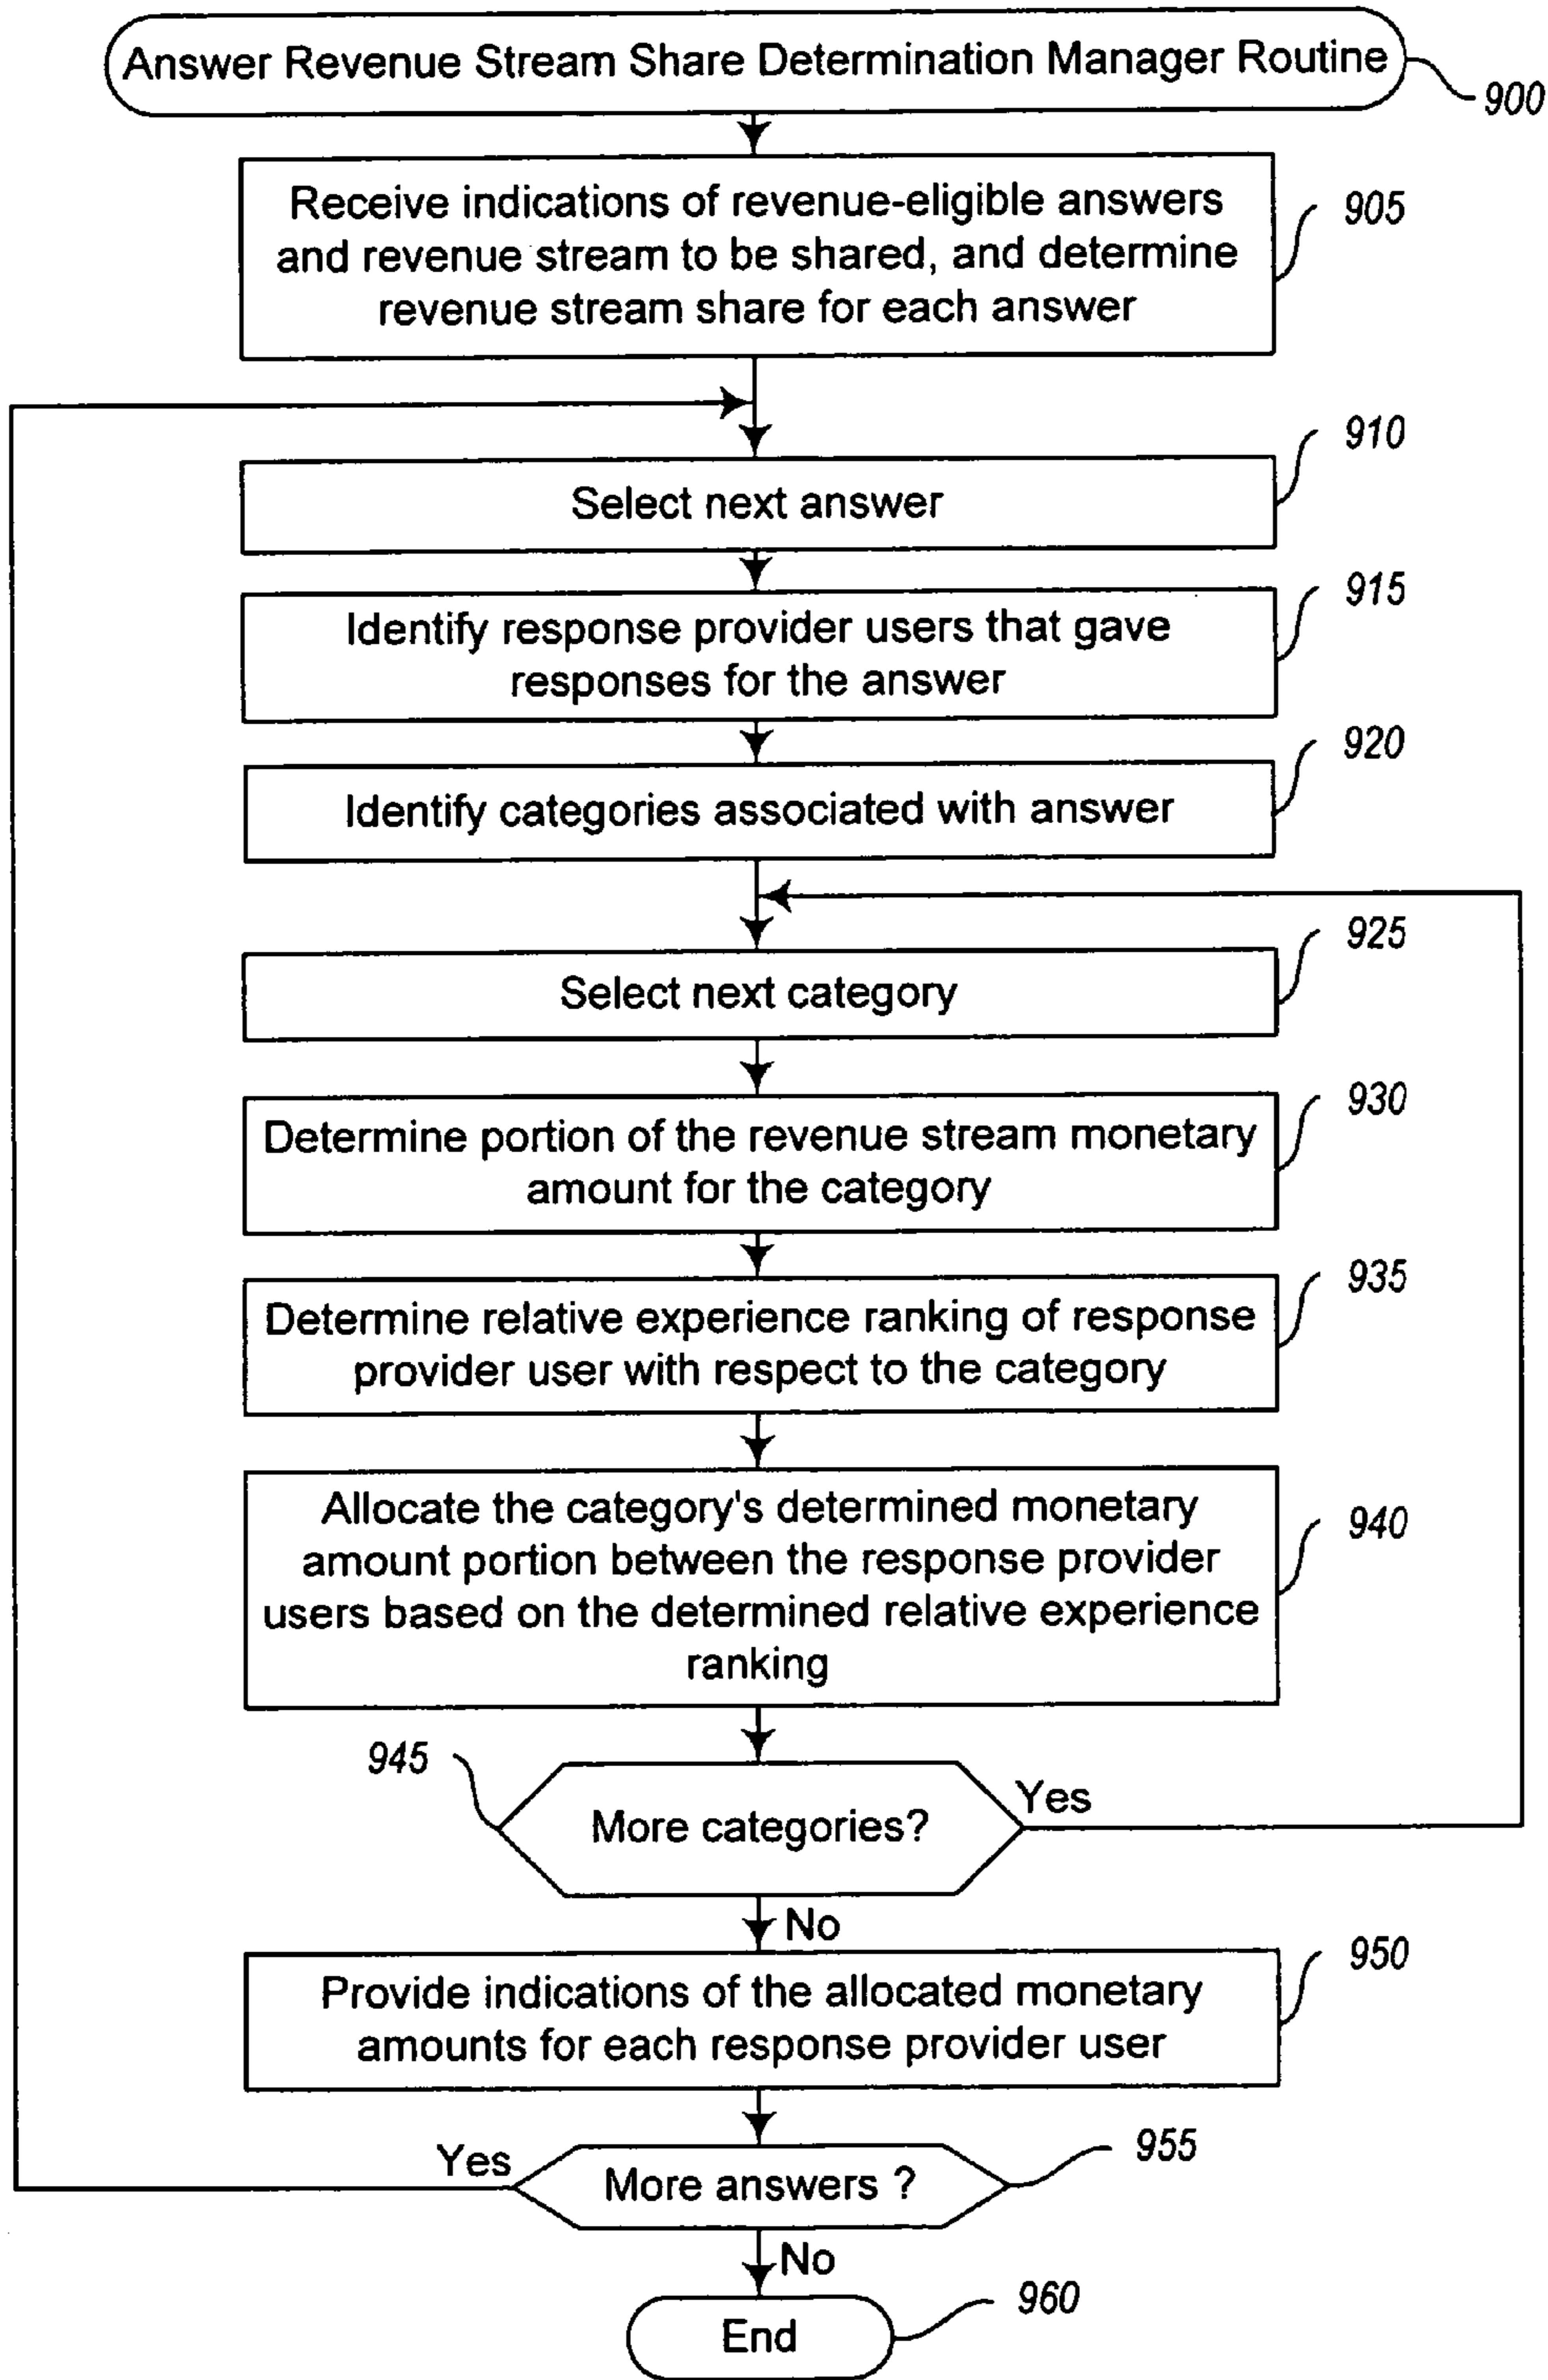 Answer Revenue Stream Share Determination Manager Routine
900
Receive indications of revenue-eligible answers
and revenue stream to be shared, and determine
revenue stream share for each answer
905
910
Select next answer
915
Identify response provider users that gave
responses for the answer
920
Identify categories associated with answer
925
Select next category
930
Determine portion of the revenue stream monetary
amount for the category
935
Determine relative experience ranking of response
provider user with respect to the category
Allocate the category's determined monetary
amount portion between the response provider
users based on the determined relative experience
ranking
940
945
More categories?
Yes
No
950
Provide indications of the allocated monetary
amounts for each response provider user
955
Yes
More answers ?
No
960
End